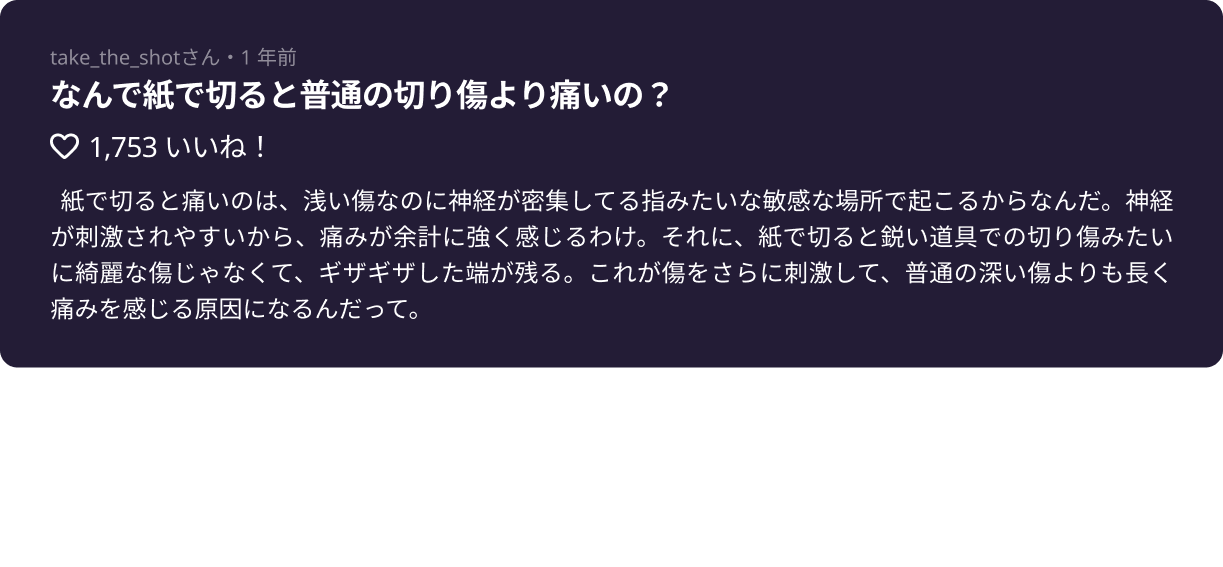 take_the_shotさん・1 年前
なんで紙で切ると普通の切り傷より痛いの？
1,753 いいね！
紙で切ると痛いのは、浅い傷なのに神経が密集してる指みたいな敏感な場所で起こるからなんだ。神経
が刺激されやすいから、痛みが余計に強く感じるわけ。それに、紙で切ると鋭い道具での切り傷みたい
に綺麗な傷じゃなくて、ギザギザした端が残る。これが傷をさらに刺激して、普通の深い傷よりも長く
痛みを感じる原因になるんだって。